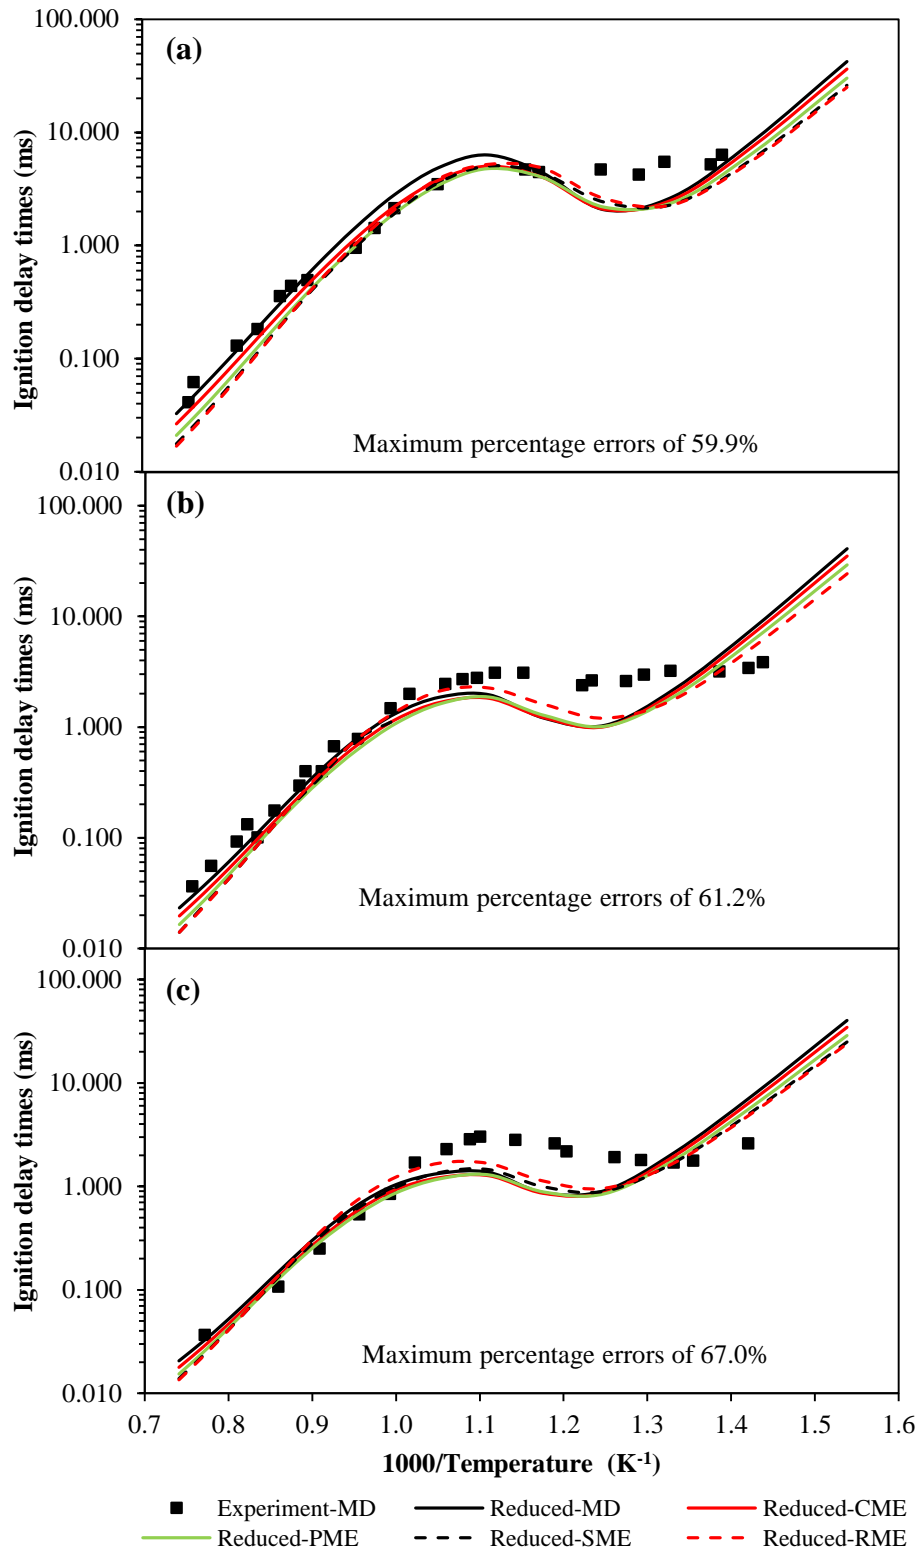 100.000
10.000
1.000
0.100
0.010
Ignition delay times (ms)
(a)
Maximum percentage errors of 59.9%
100.000
10.000
1.000
0.100
0.010
Ignition delay times (ms)
(b)
Maximum percentage errors of 61.2%
100.000
10.000
1.000
0.100
0.010
Ignition delay times (ms)
(c)
Maximum percentage errors of 67.0%
0.7 0.8 0.9 1.0 1.1 1.2 1.3 1.4 1.5 1.6
1000/Temperature (K⁻¹)
Experiment-MD Reduced-MD Reduced-CME
Reduced-PME Reduced-SME Reduced-RME